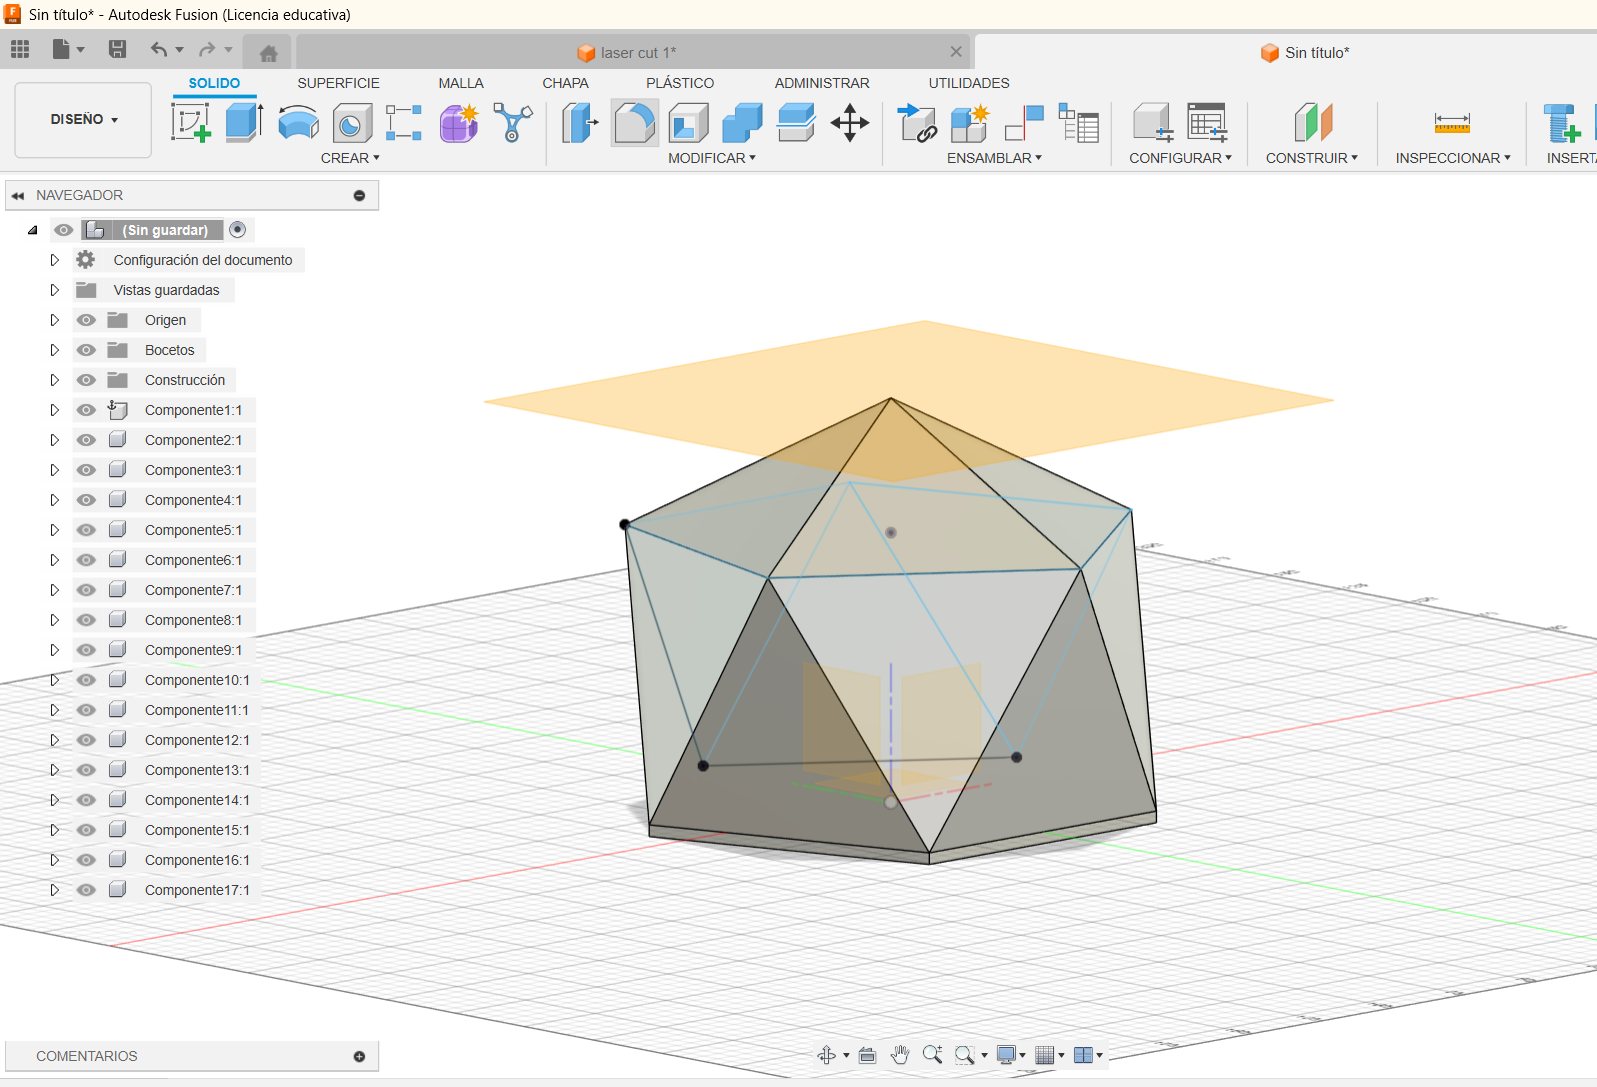 Sin título* - Autodesk Fusion (Licencia educativa)
laser cut 1*
Sin título*
DISEÑO
SOLIDO SUPERFICIE MALLA CHAPA PLÁSTICO ADMINISTRAR UTILIDADES
CREAR MODIFICAR ENSAMBLAR CONFIGURAR CONSTRUIR INSPECCIONAR INSERTA
NAVEGADOR
(Sin guardar)
Configuración del documento
Vistas guardadas
Origen
Bocetos
Construcción
Componente1:1
Componente2:1
Componente3:1
Componente4:1
Componente5:1
Componente6:1
Componente7:1
Componente8:1
Componente9:1
Componente10:1
Componente11:1
Componente12:1
Componente13:1
Componente14:1
Componente15:1
Componente16:1
Componente17:1
COMENTARIOS